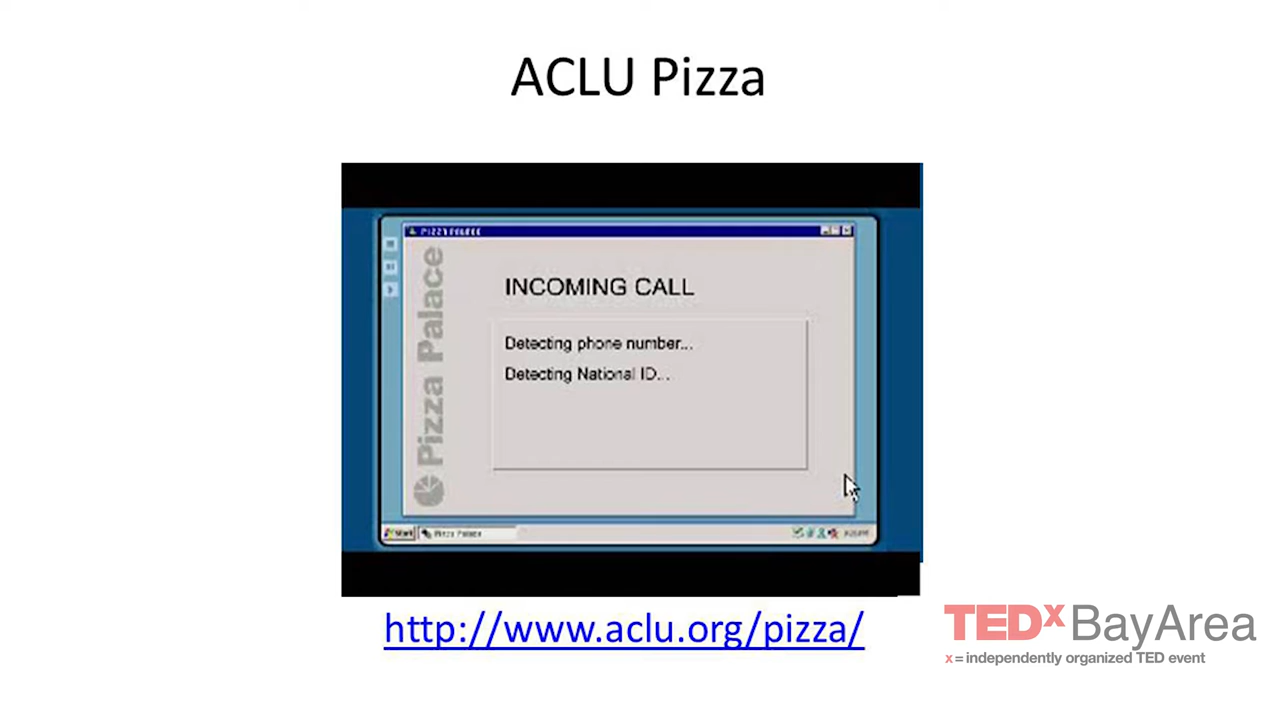 ACLU Pizza
PIZZA PALACE
Pizza Palace
INCOMING CALL
Detecting phone number...
Detecting National ID...
Start
Pizza Palace
http://www.aclu.org/pizza/
TEDxBayArea
x=independently organized TED event